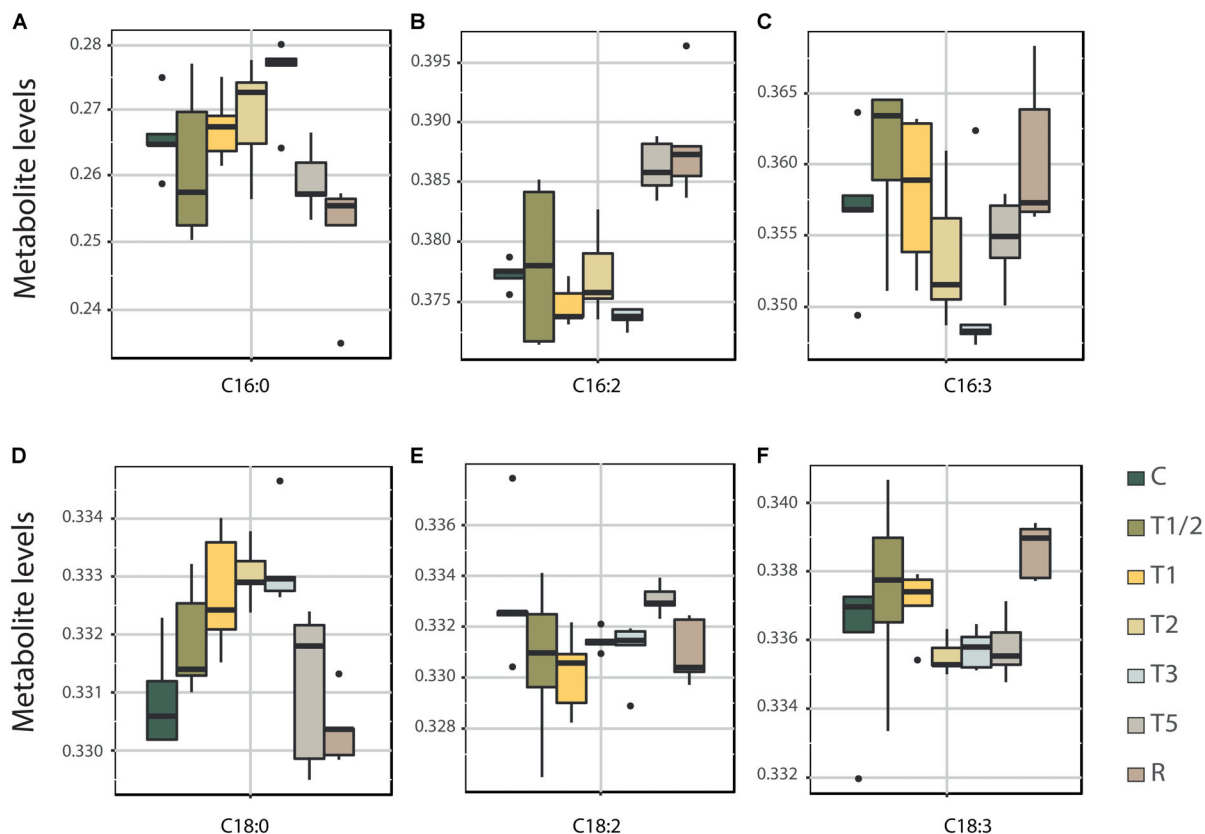 A
B
C
Metabolite levels
0.28
0.27
0.26
0.25
0.24
C16:0
0.395
0.390
0.385
0.380
0.375
C16:2
0.365
0.360
0.355
0.350
C16:3
D
E
F
Metabolite levels
0.334
0.333
0.332
0.331
0.330
C18:0
0.336
0.334
0.332
0.330
0.328
C18:2
0.340
0.338
0.336
0.334
0.332
C18:3
C
T1/2
T1
T2
T3
T5
R